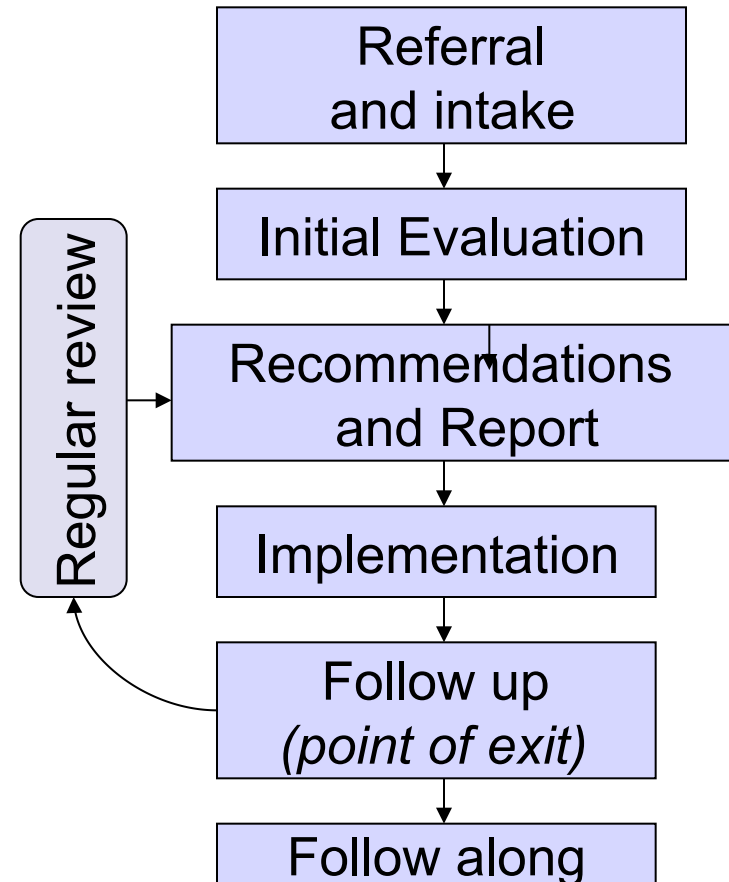 Referral
and intake
Initial Evaluation
Regular review
Recommendations
and Report
Implementation
Follow up
(point of exit)
Follow along